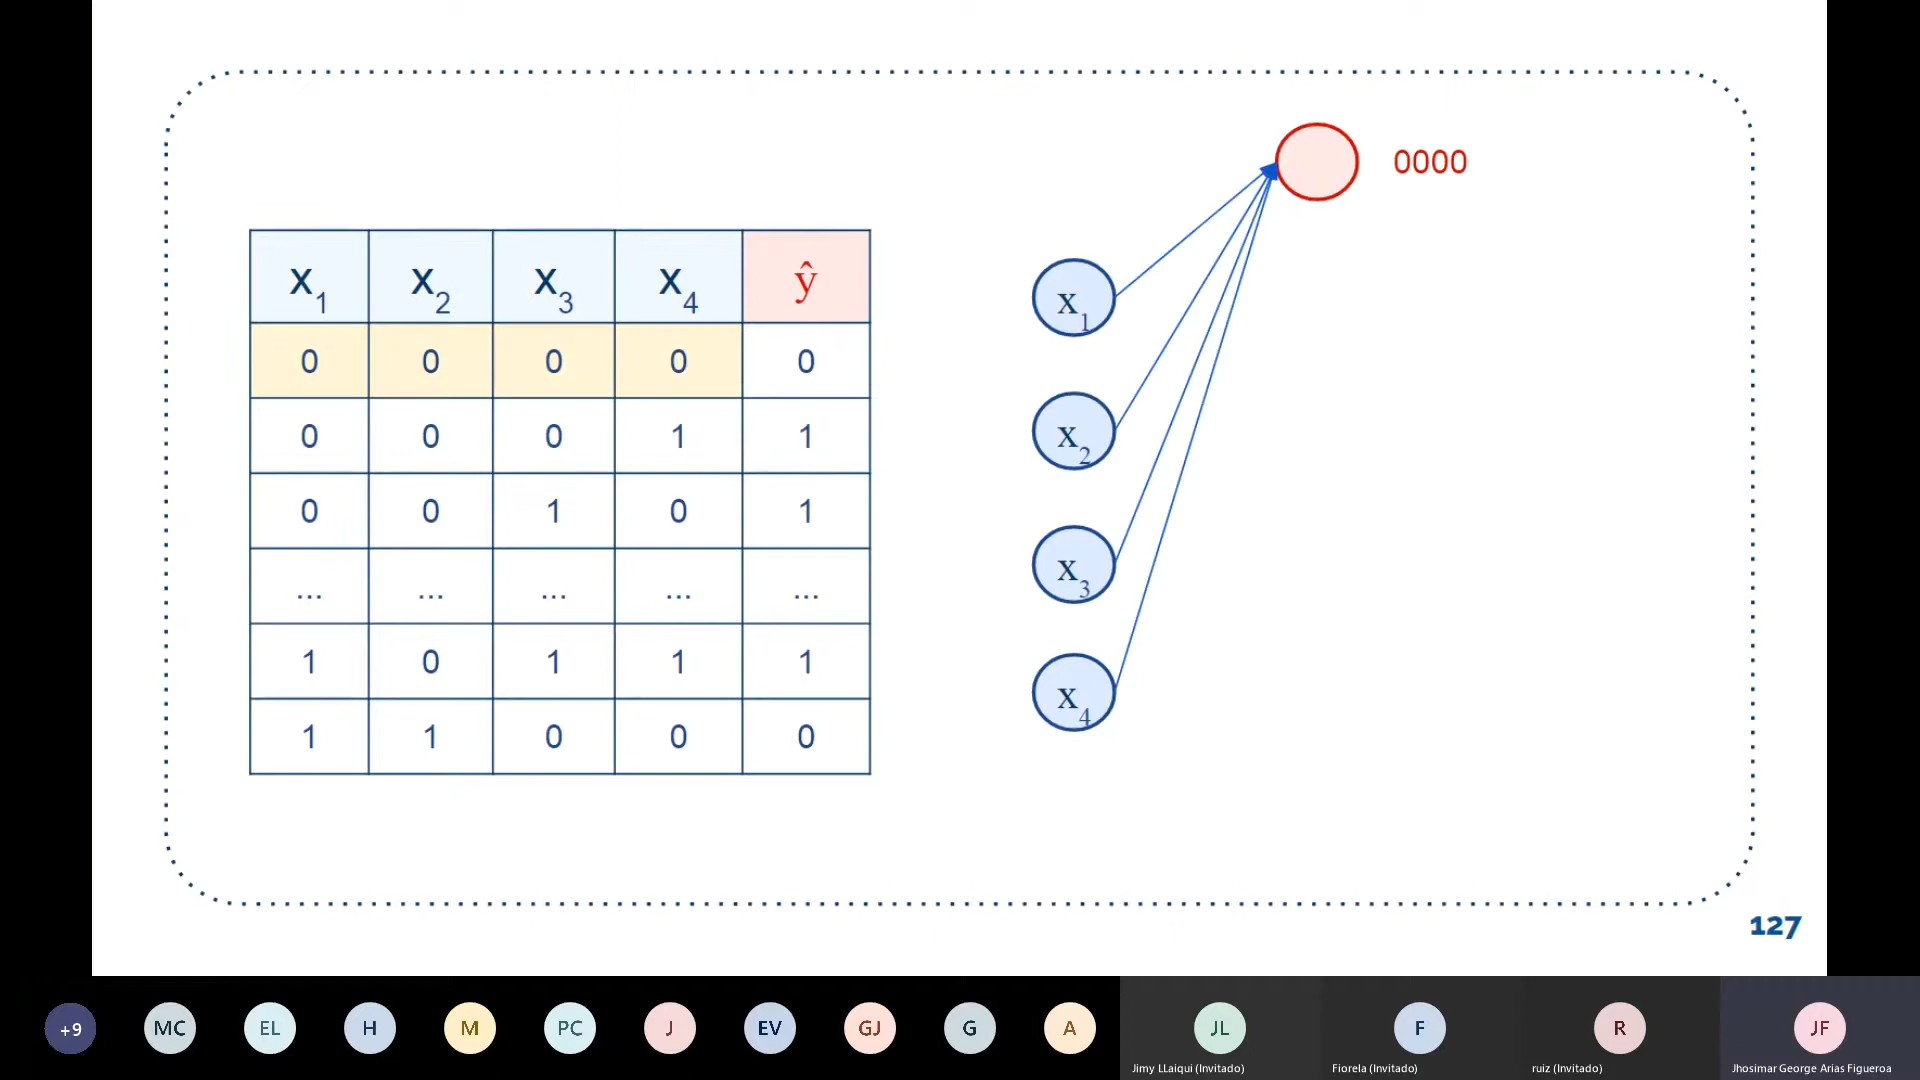 0000
x1 x2 x3 x4 ŷ
0 0 0 0 0
0 0 0 1 1
0 0 1 0 1
... ... ... ... ...
1 0 1 1 1
1 1 0 0 0
x1
x2
x3
x4
127
+9 MC EL H M PC J EV GJ G A JL F R JF
Jimy LLaiqui (Invitado) Fiorela (Invitado) ruiz (Invitado) Jhosimar George Arias Figueroa